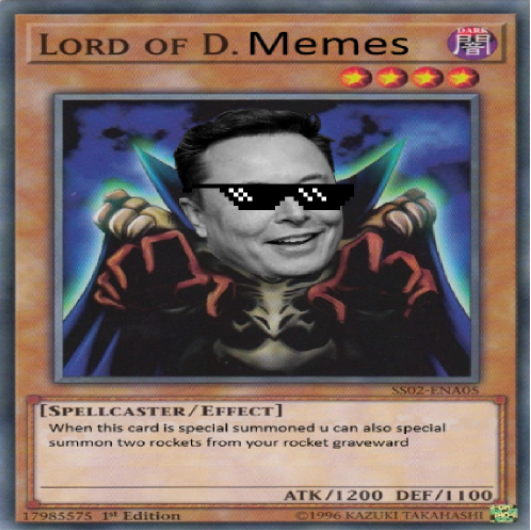 LORD OF D. Memes
DARK
闇
SS02-ENA05
[SPELLCASTER/EFFECT]
When this card is special summoned u can also special
summon two rockets from your rocket graveward
ATK/1200 DEF/1100
17985575 1st Edition ©1996 KAZUKI TAKAHASHI